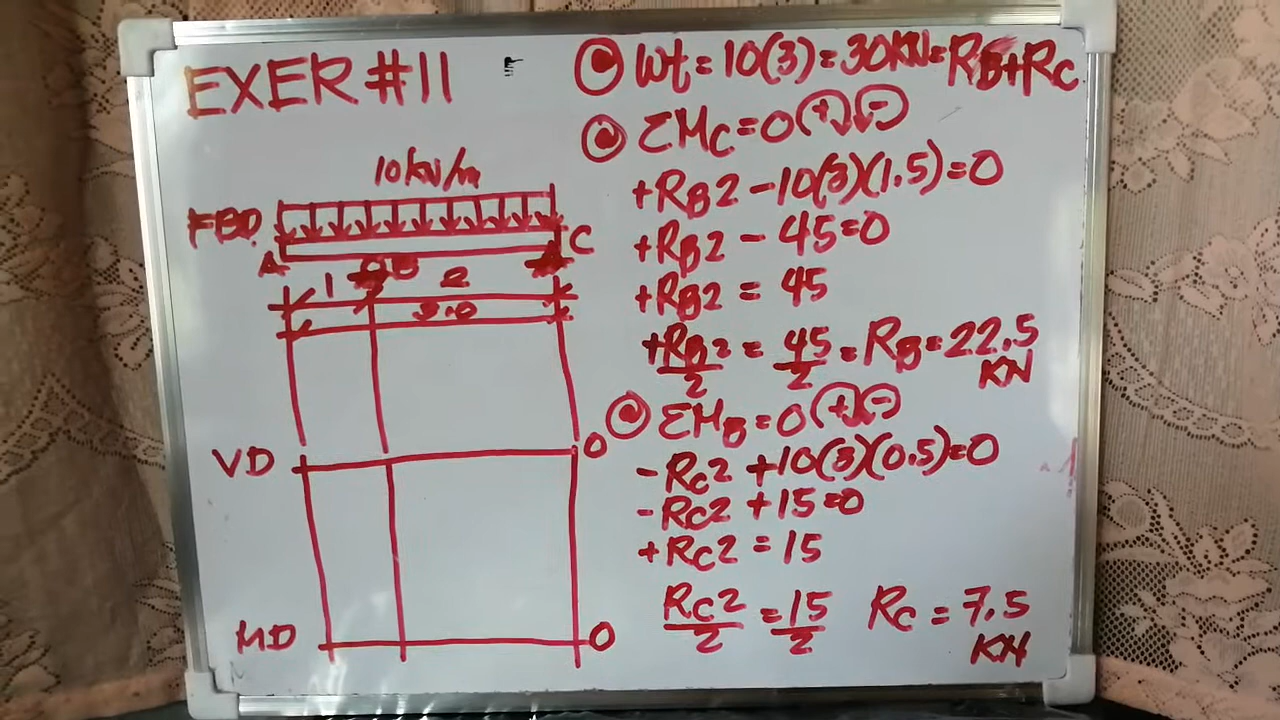 EXER #11
10kN/m
FBD
A
B
C
1
2
3.0
VD
0
MD
0
Wt = 10(3) = 30KN = RB+RC
ΣMC = 0 (+) (-)
+RB2 - 10(3)(1.5) = 0
+RB2 - 45 = 0
+RB2 = 45
+RB2/2 = 45/2 = RB = 22.5 KN
ΣMB = 0 (+) (-)
-RC2 + 10(3)(0.5) = 0
-RC2 + 15 = 0
+RC2 = 15
RC2/2 = 15/2 RC = 7.5 KN